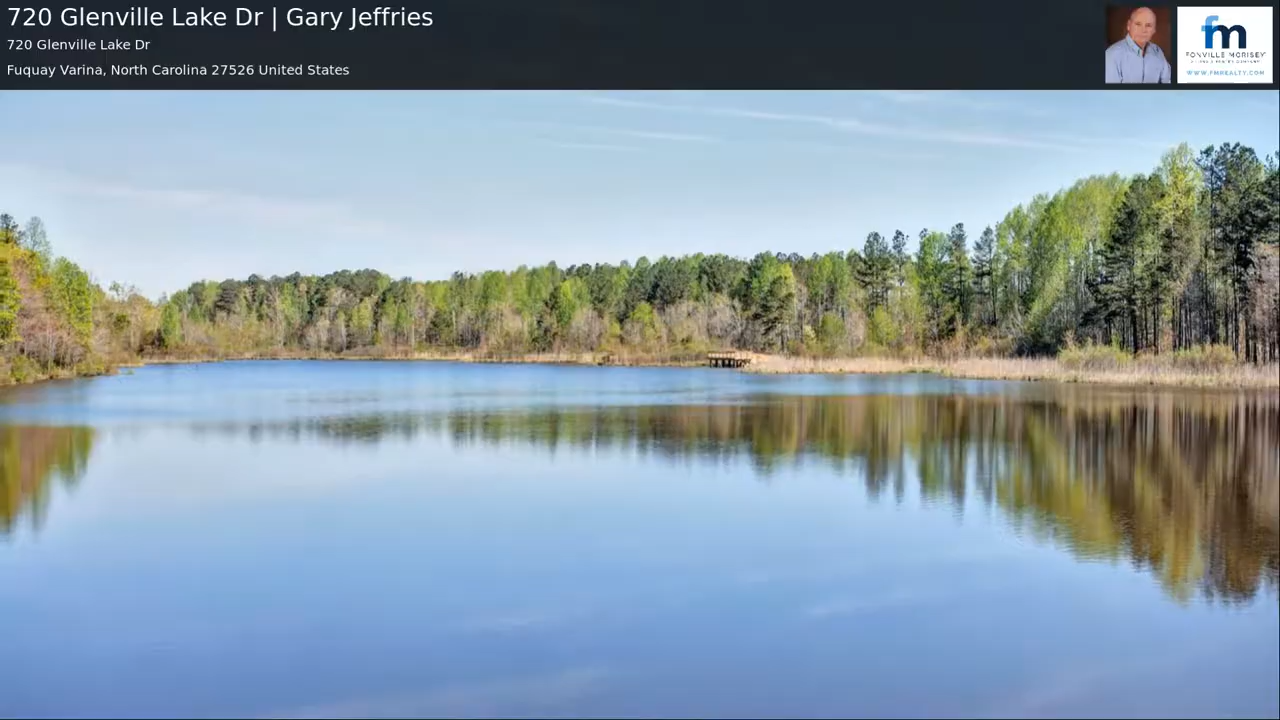 720 Glenville Lake Dr | Gary Jeffries
720 Glenville Lake Dr
Fuquay Varina, North Carolina 27526 United States
fm
FONVILLE MORISEY
WWW.FMREALTY.COM